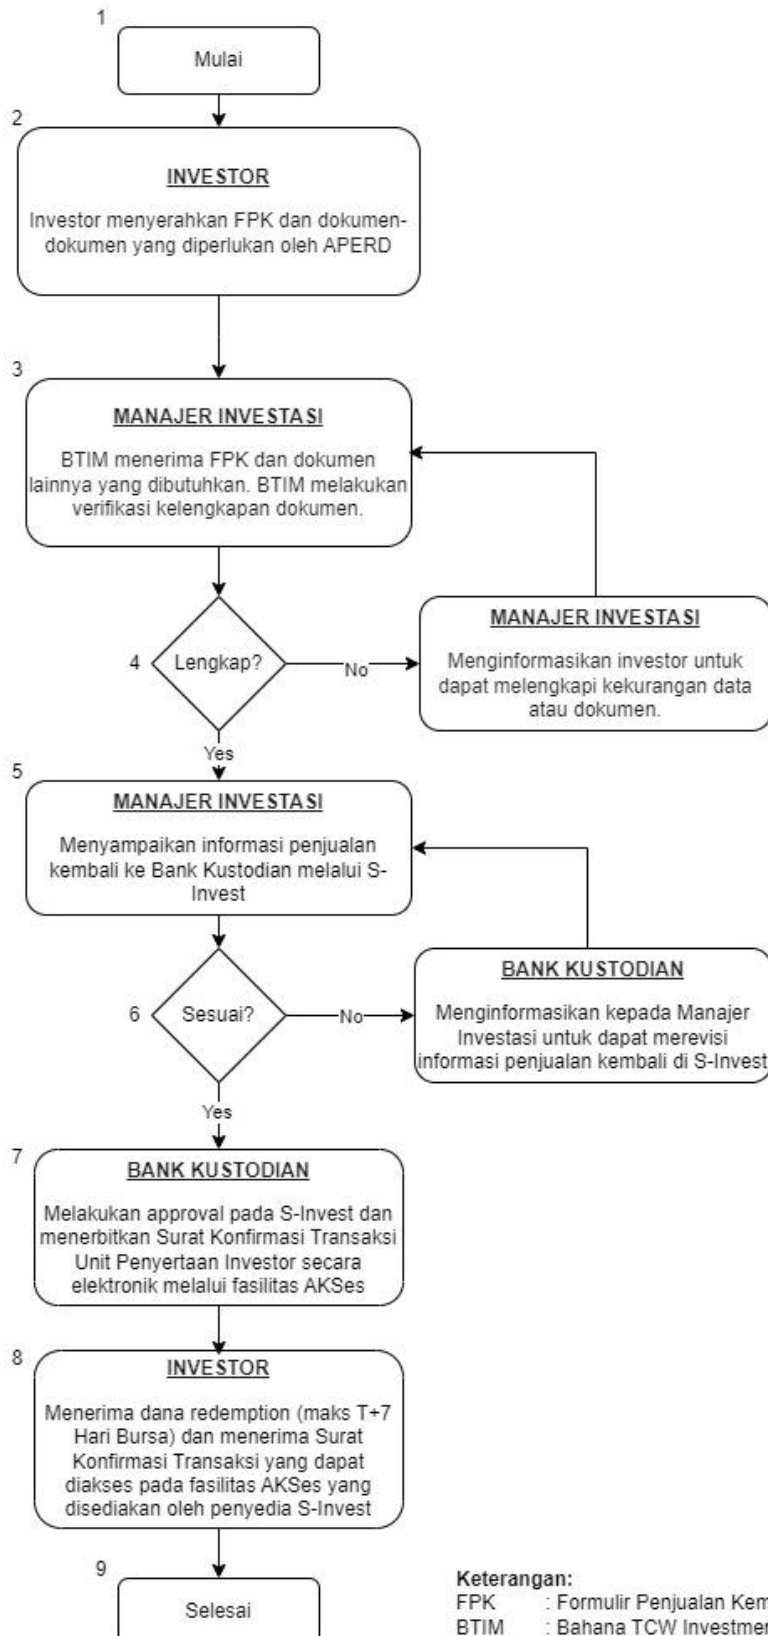 1
Mulai
2
INVESTOR
Investor menyerahkan FPK dan dokumen-
dokumen yang diperlukan oleh APERD
3
MANAJER INVESTASI
BTIM menerima FPK dan dokumen
lainnya yang dibutuhkan. BTIM melakukan
verifikasi kelengkapan dokumen.
4
Lengkap?
No
MANAJER INVESTASI
Menginformasikan investor untuk
dapat melengkapi kekurangan data
atau dokumen.
Yes
5
MANAJER INVESTASI
Menyampaikan informasi penjualan
kembali ke Bank Kustodian melalui S-
Invest
6
Sesuai?
No
BANK KUSTODIAN
Menginformasikan kepada Manajer
Investasi untuk dapat merevisi
informasi penjualan kembali di S-Invest
Yes
7
BANK KUSTODIAN
Melakukan approval pada S-Invest dan
menerbitkan Surat Konfirmasi Transaksi
Unit Penyertaan Investor secara
elektronik melalui fasilitas AKSes
8
INVESTOR
Menerima dana redemption (maks T+7
Hari Bursa) dan menerima Surat
Konfirmasi Transaksi yang dapat
diakses pada fasilitas AKSes yang
disediakan oleh penyedia S-Invest
9
Selesai
Keterangan:
FPK : Formulir Penjualan
BTIM : Bahana TCW